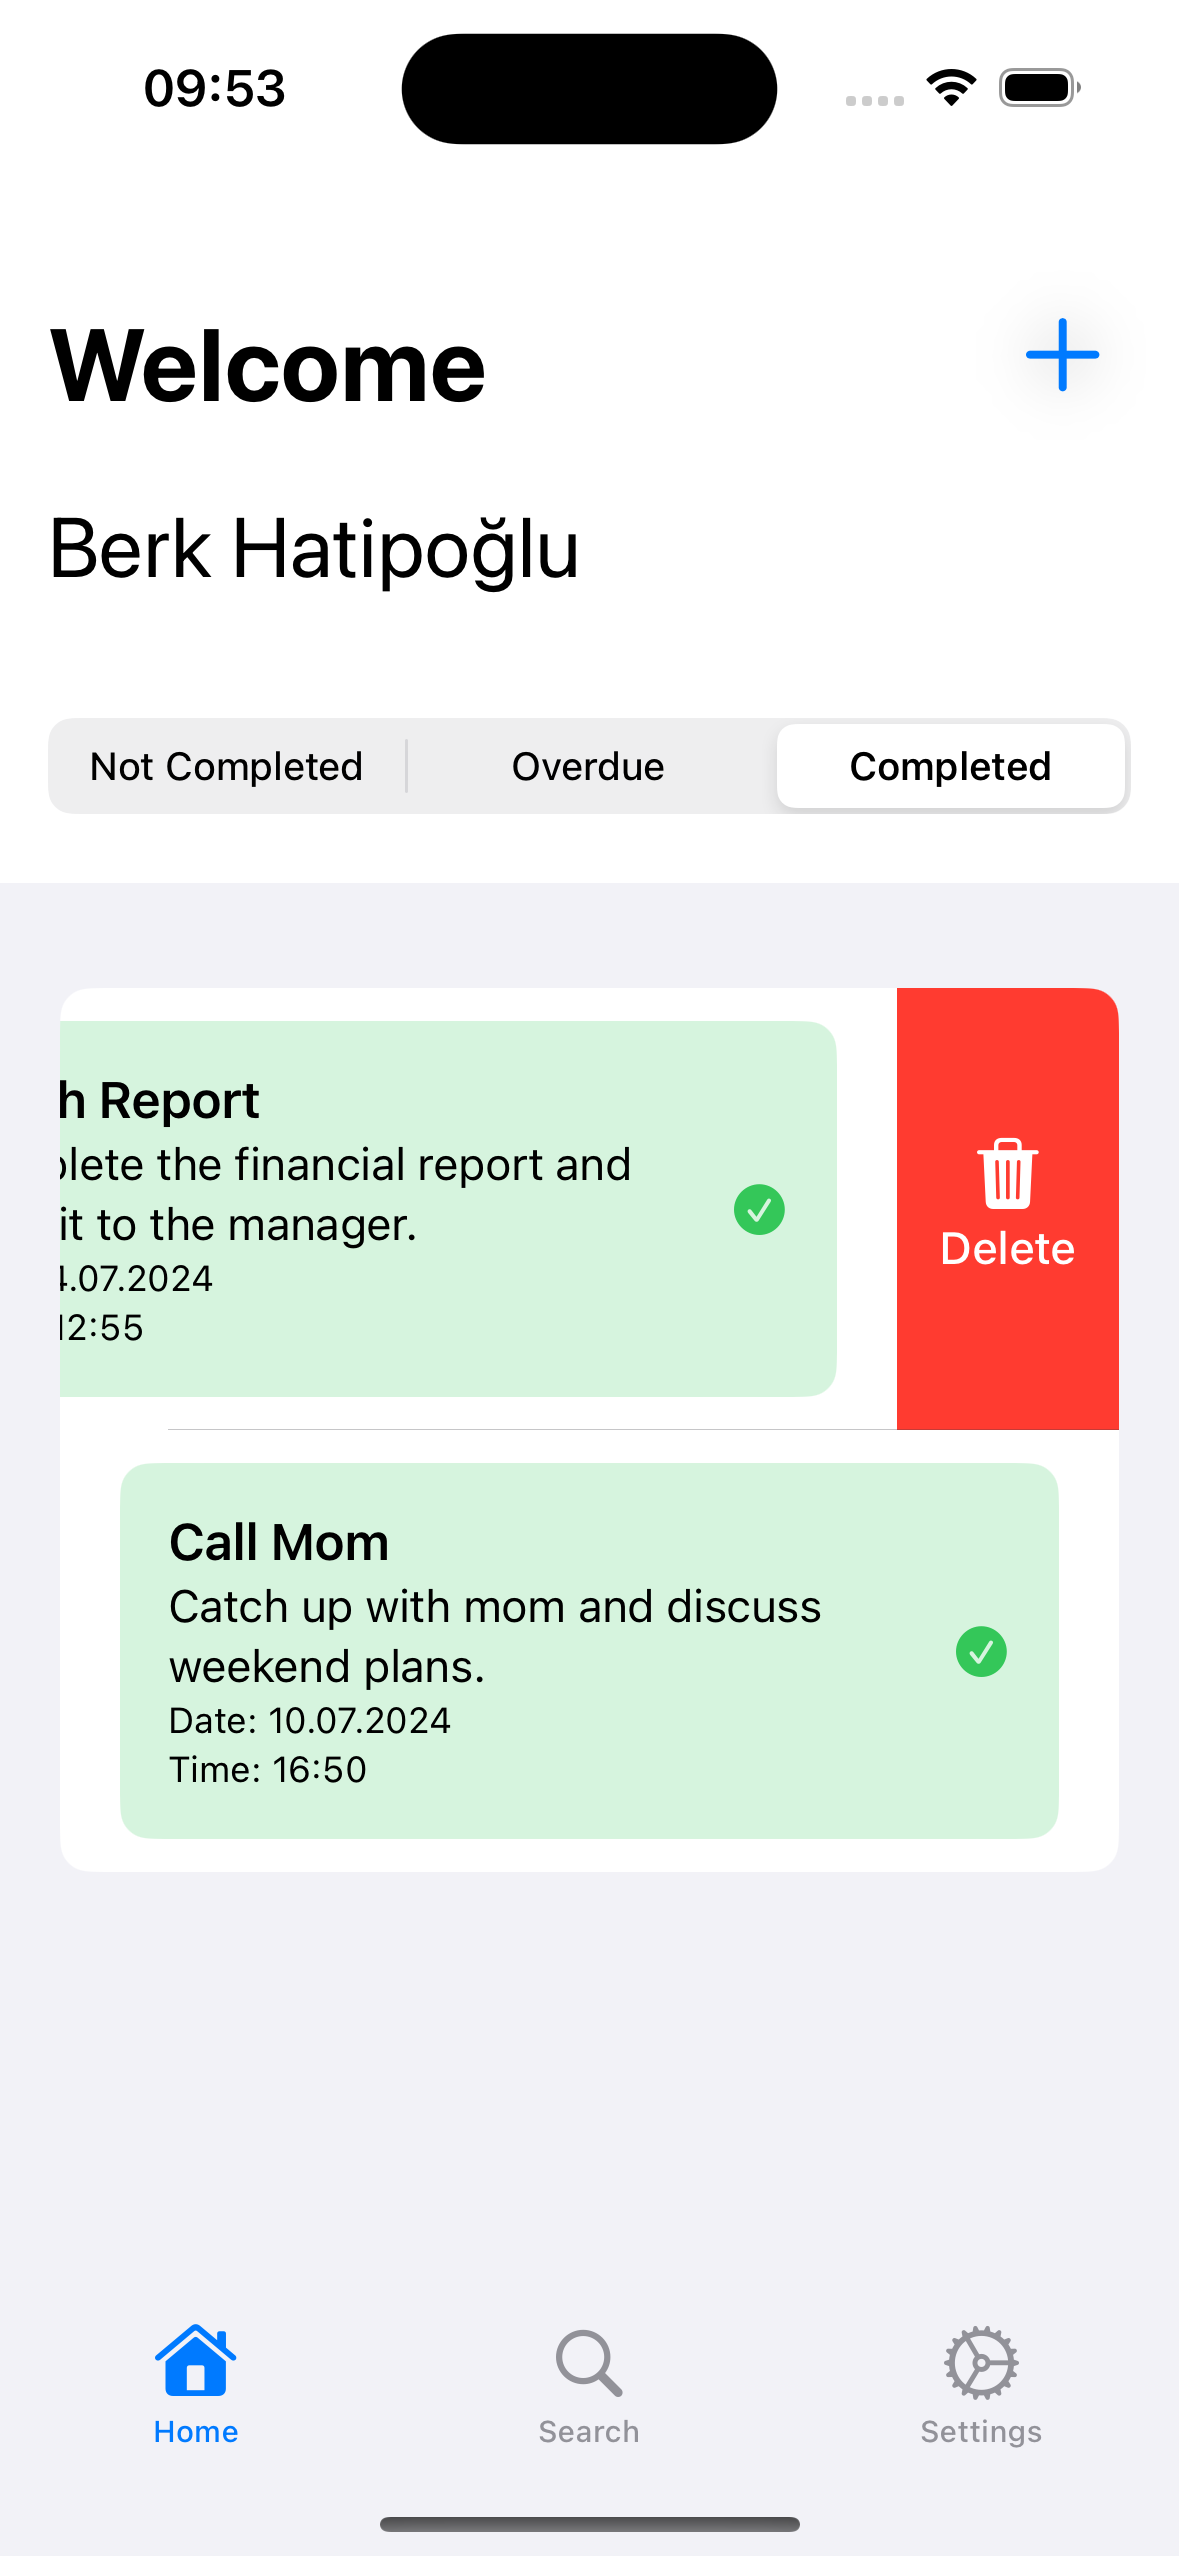 09:53
Welcome
Berk Hatipoğlu
Not Completed
Overdue
Completed
h Report
plete the financial report and
it to the manager.
4.07.2024
12:55
Delete
Call Mom
Catch up with mom and discuss
weekend plans.
Date: 10.07.2024
Time: 16:50
Home
Search
Settings